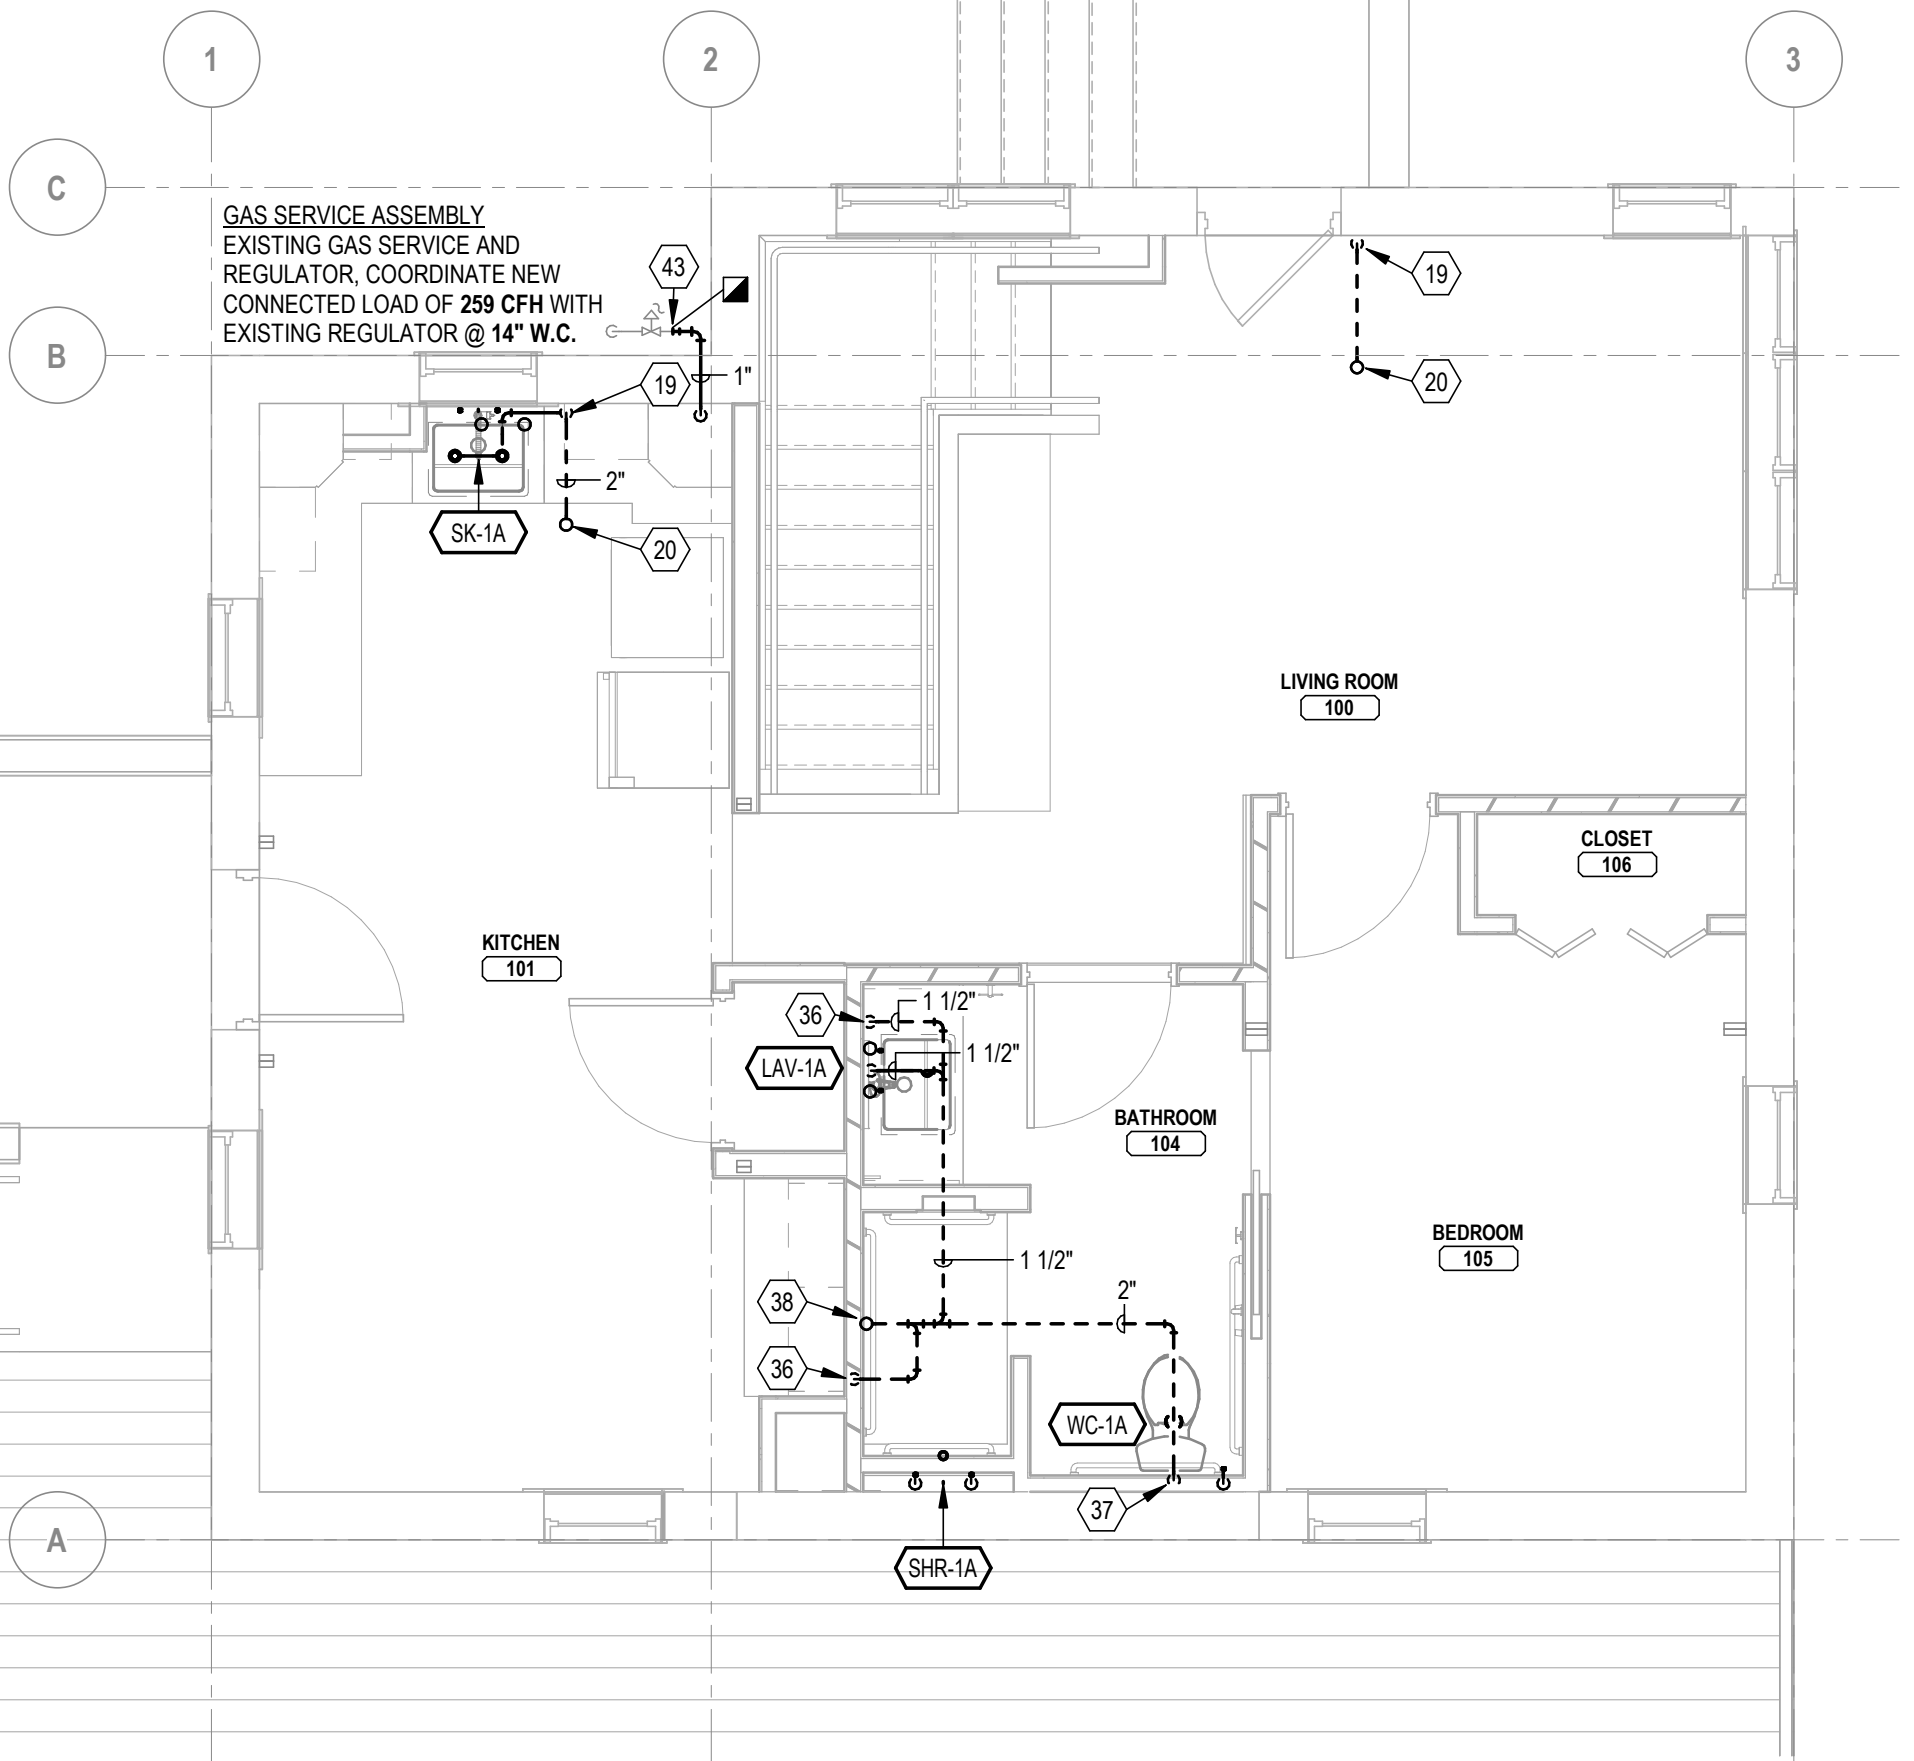 1
2
3
C
GAS SERVICE ASSEMBLY
EXISTING GAS SERVICE AND
REGULATOR, COORDINATE NEW
CONNECTED LOAD OF 259 CFH WITH
EXISTING REGULATOR @ 14" W.C.
43
19
B
1"
19
20
2"
SK-1A
20
LIVING ROOM
100
CLOSET
106
KITCHEN
101
36
1 1/2"
LAV-1A
1 1/2"
BATHROOM
104
BEDROOM
105
1 1/2"
38
2"
36
WC-1A
37
A
SHR-1A